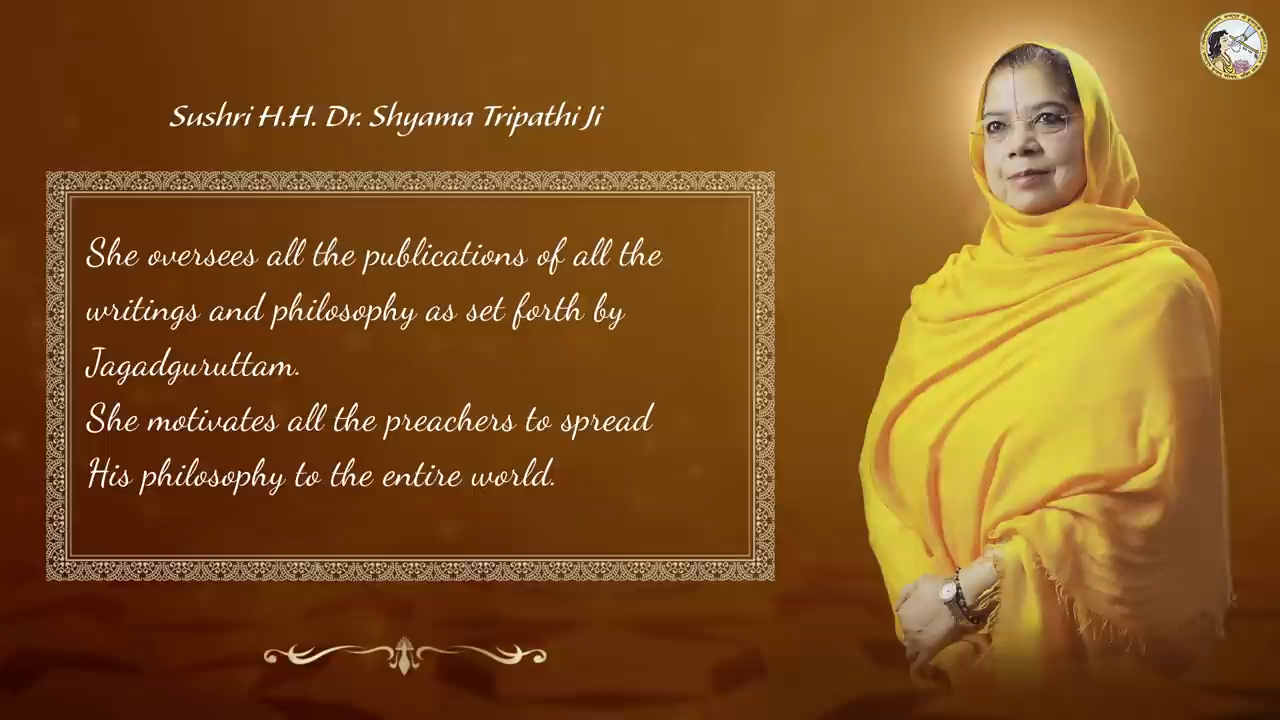 Sushri H.H. Dr. Shyama Tripathi Ji
She oversees all the publications of all the
writings and philosophy as set forth by
Jagadguruttam.
She motivates all the preachers to spread
His philosophy to the entire world.